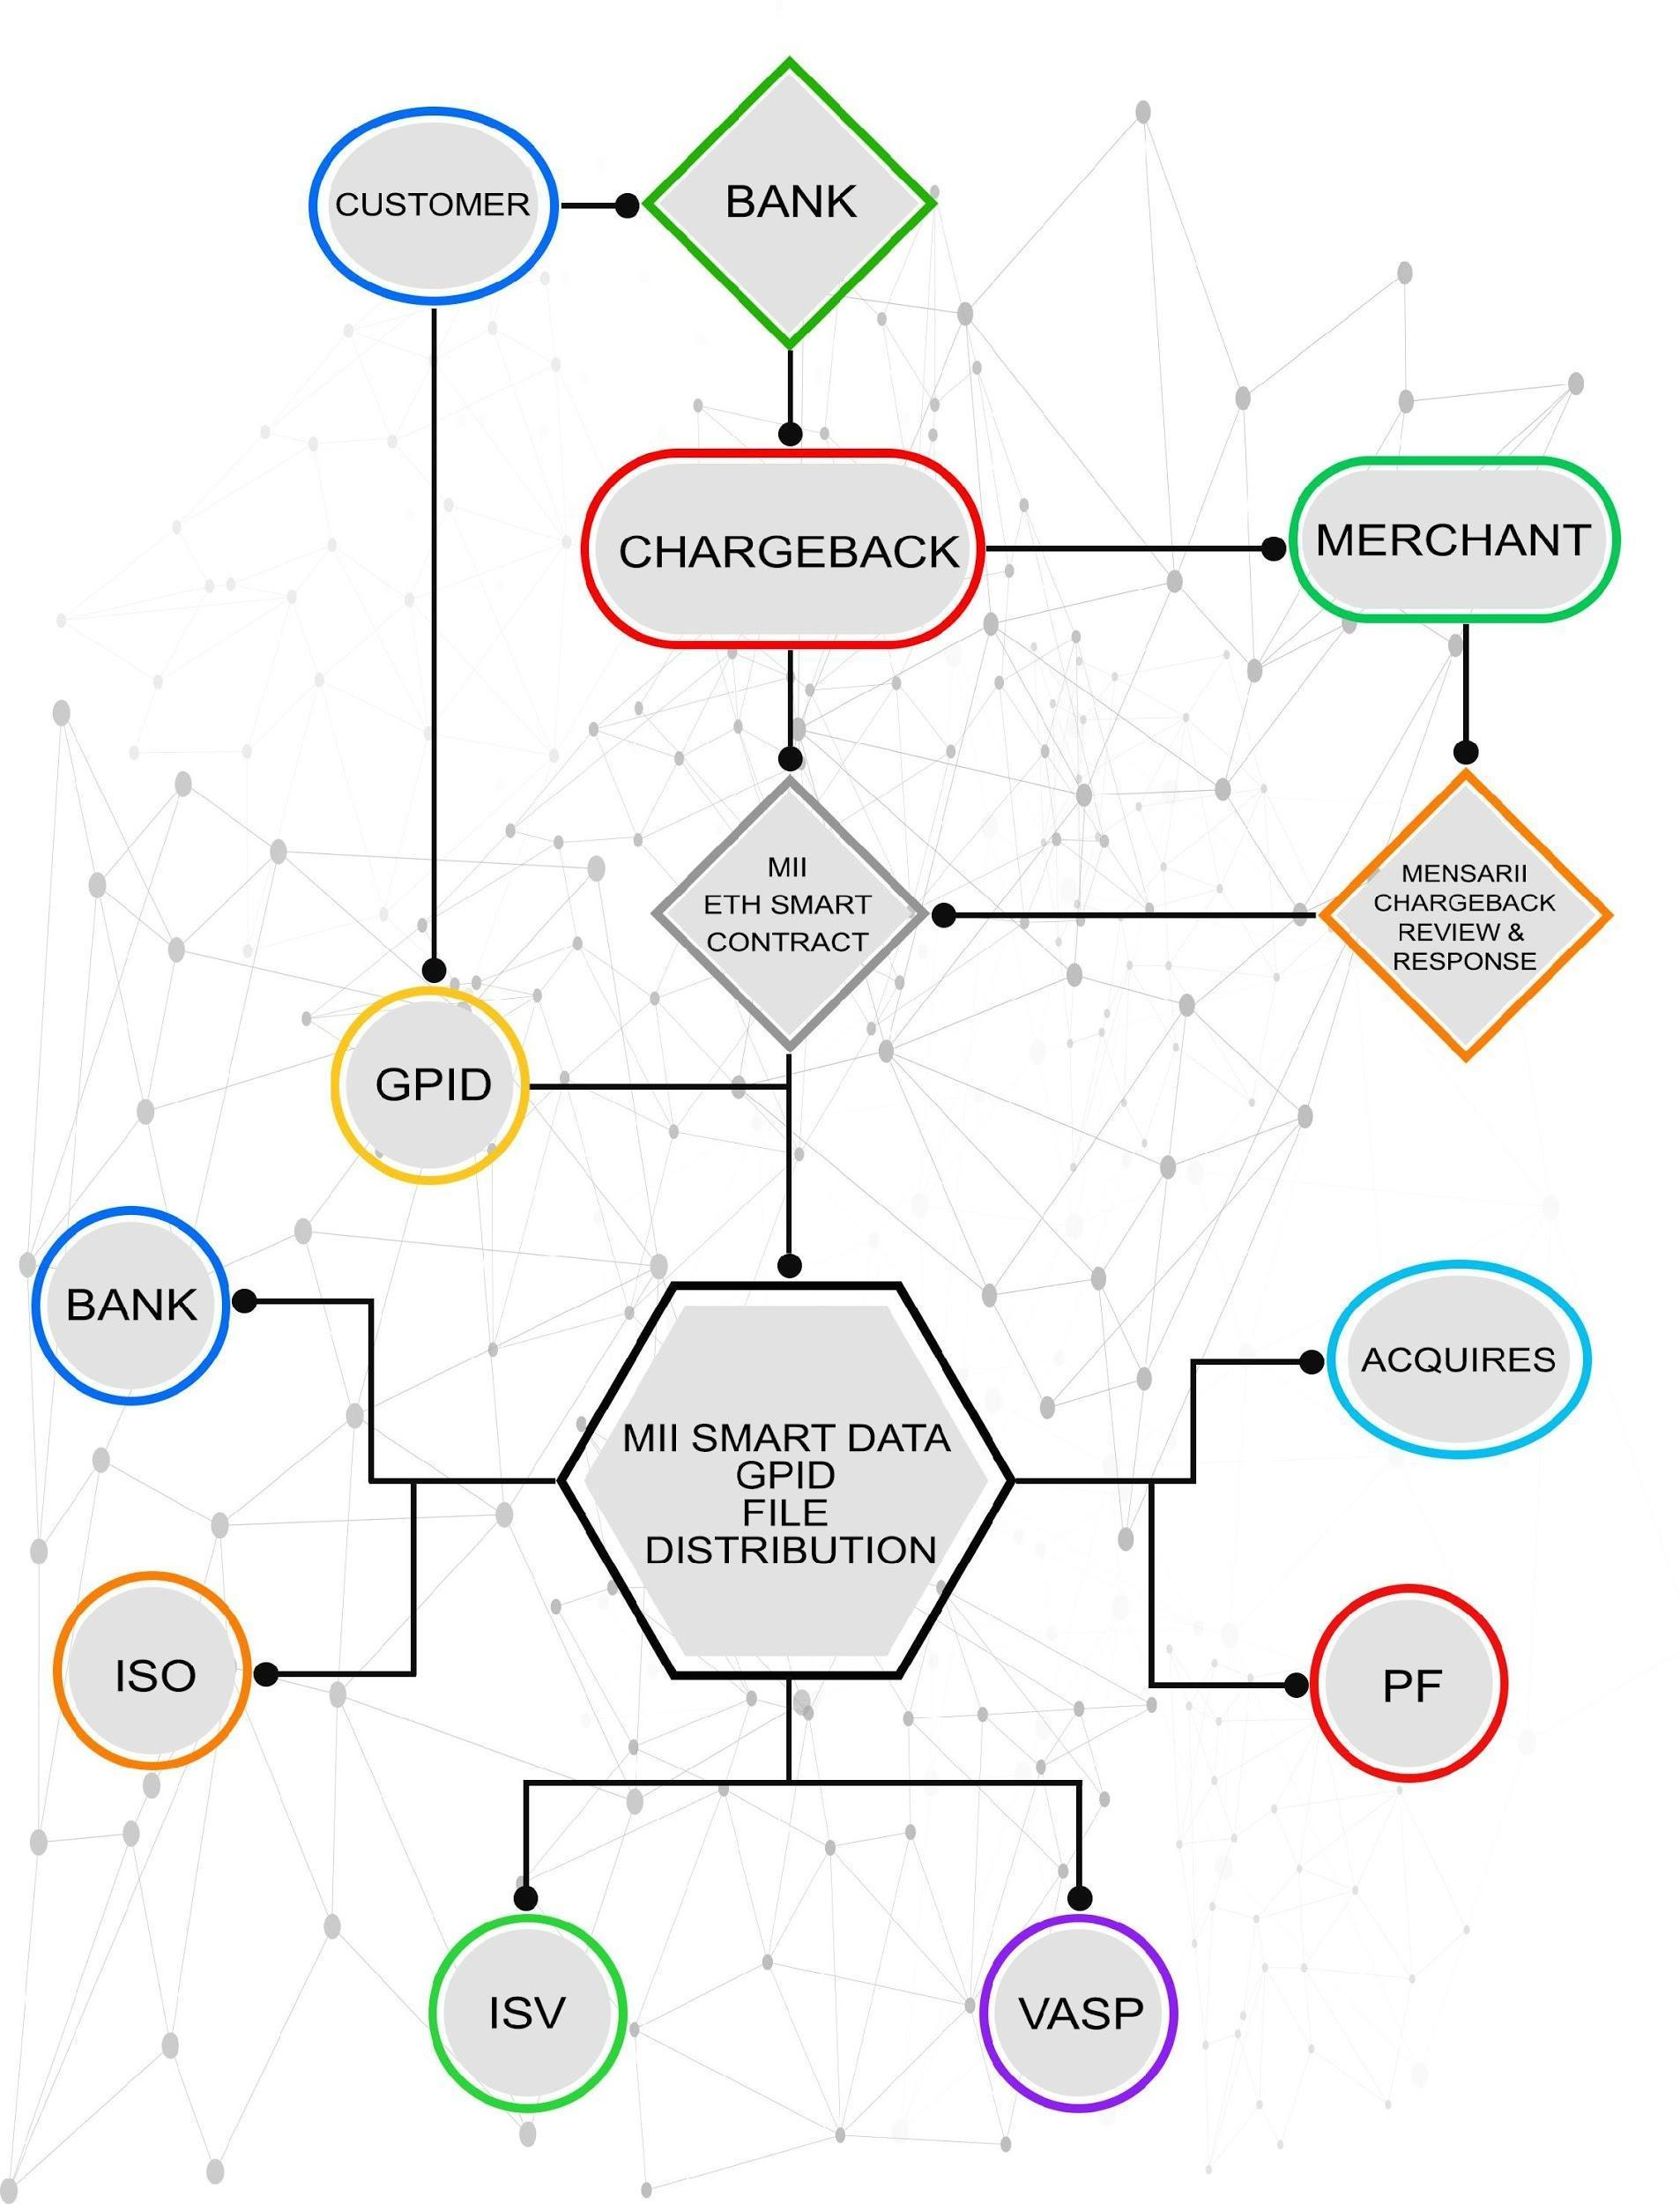 CUSTOMER
BANK
CHARGEBACK
MERCHANT
MII
ETH SMART
CONTRACT
MENSARII
CHARGEBACK
REVIEW &
RESPONSE
GPID
BANK
ACQUIRES
MII SMART DATA
GPID
FILE
DISTRIBUTION
ISO
PF
ISV
VASP